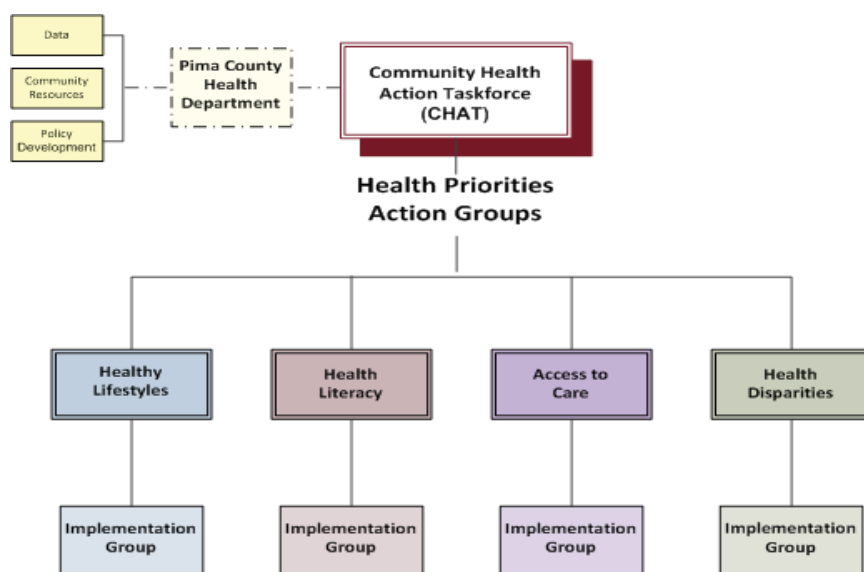 Data
Community
Resources
Policy
Development
Pima County
Health
Department
Community Health
Action Taskforce
(CHAT)
Health Priorities
Action Groups
Healthy
Lifestyles
Health
Literacy
Access to
Care
Health
Disparities
Implementation
Group
Implementation
Group
Implementation
Group
Implementation
Group